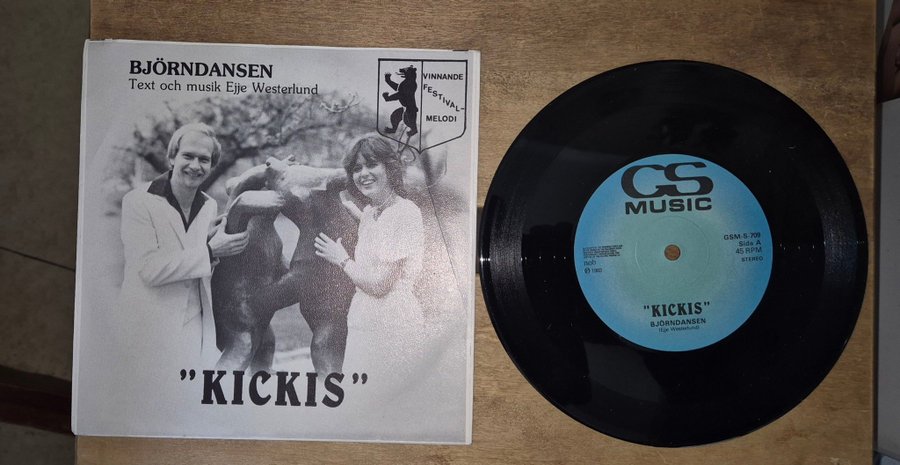 BJÖRNDANSEN
Text och musik Ejje Westerlund
VINNANDE
FESTIVAL-
MELODI
"KICKIS"
GS
MUSIC
GSM-S-709
Side A
45 RPM
STEREO
ncb
"KICKIS"
BJÖRNDANSEN
(Ejje Westerlund)